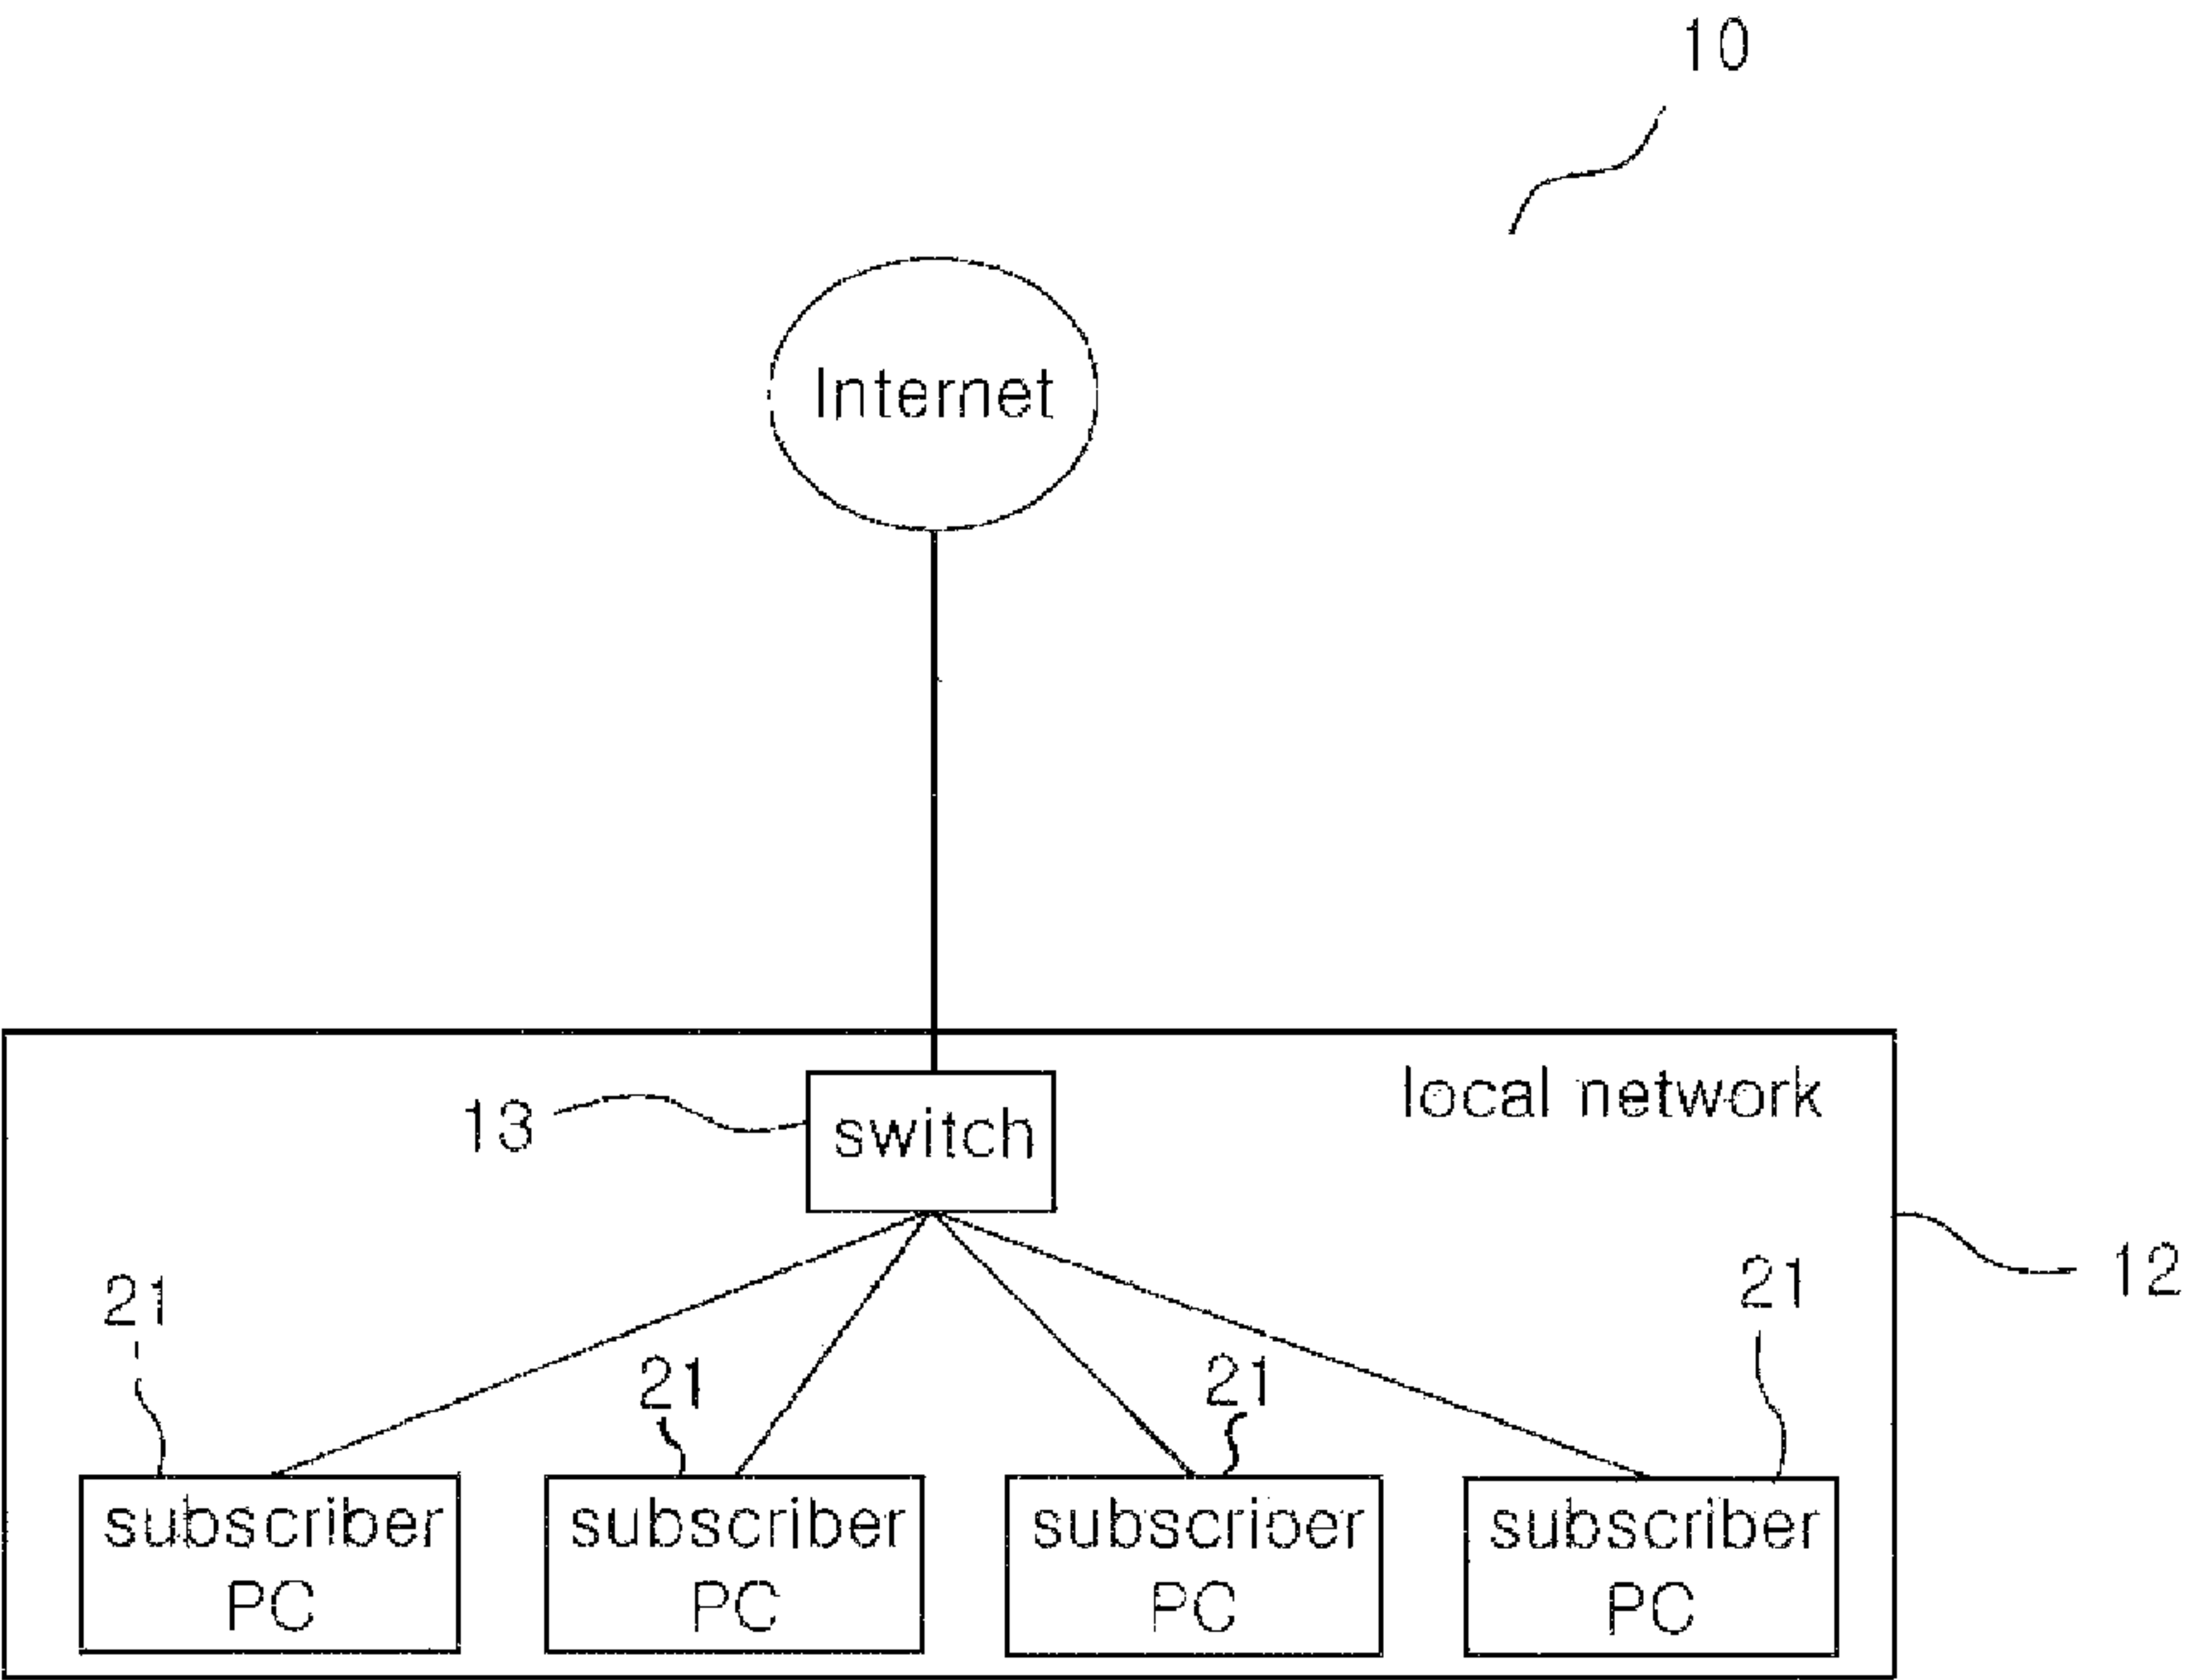 10
Internet
local network
13
switch
12
21
21
21
21
subscriber
PC
subscriber
PC
subscriber
PC
subscriber
PC